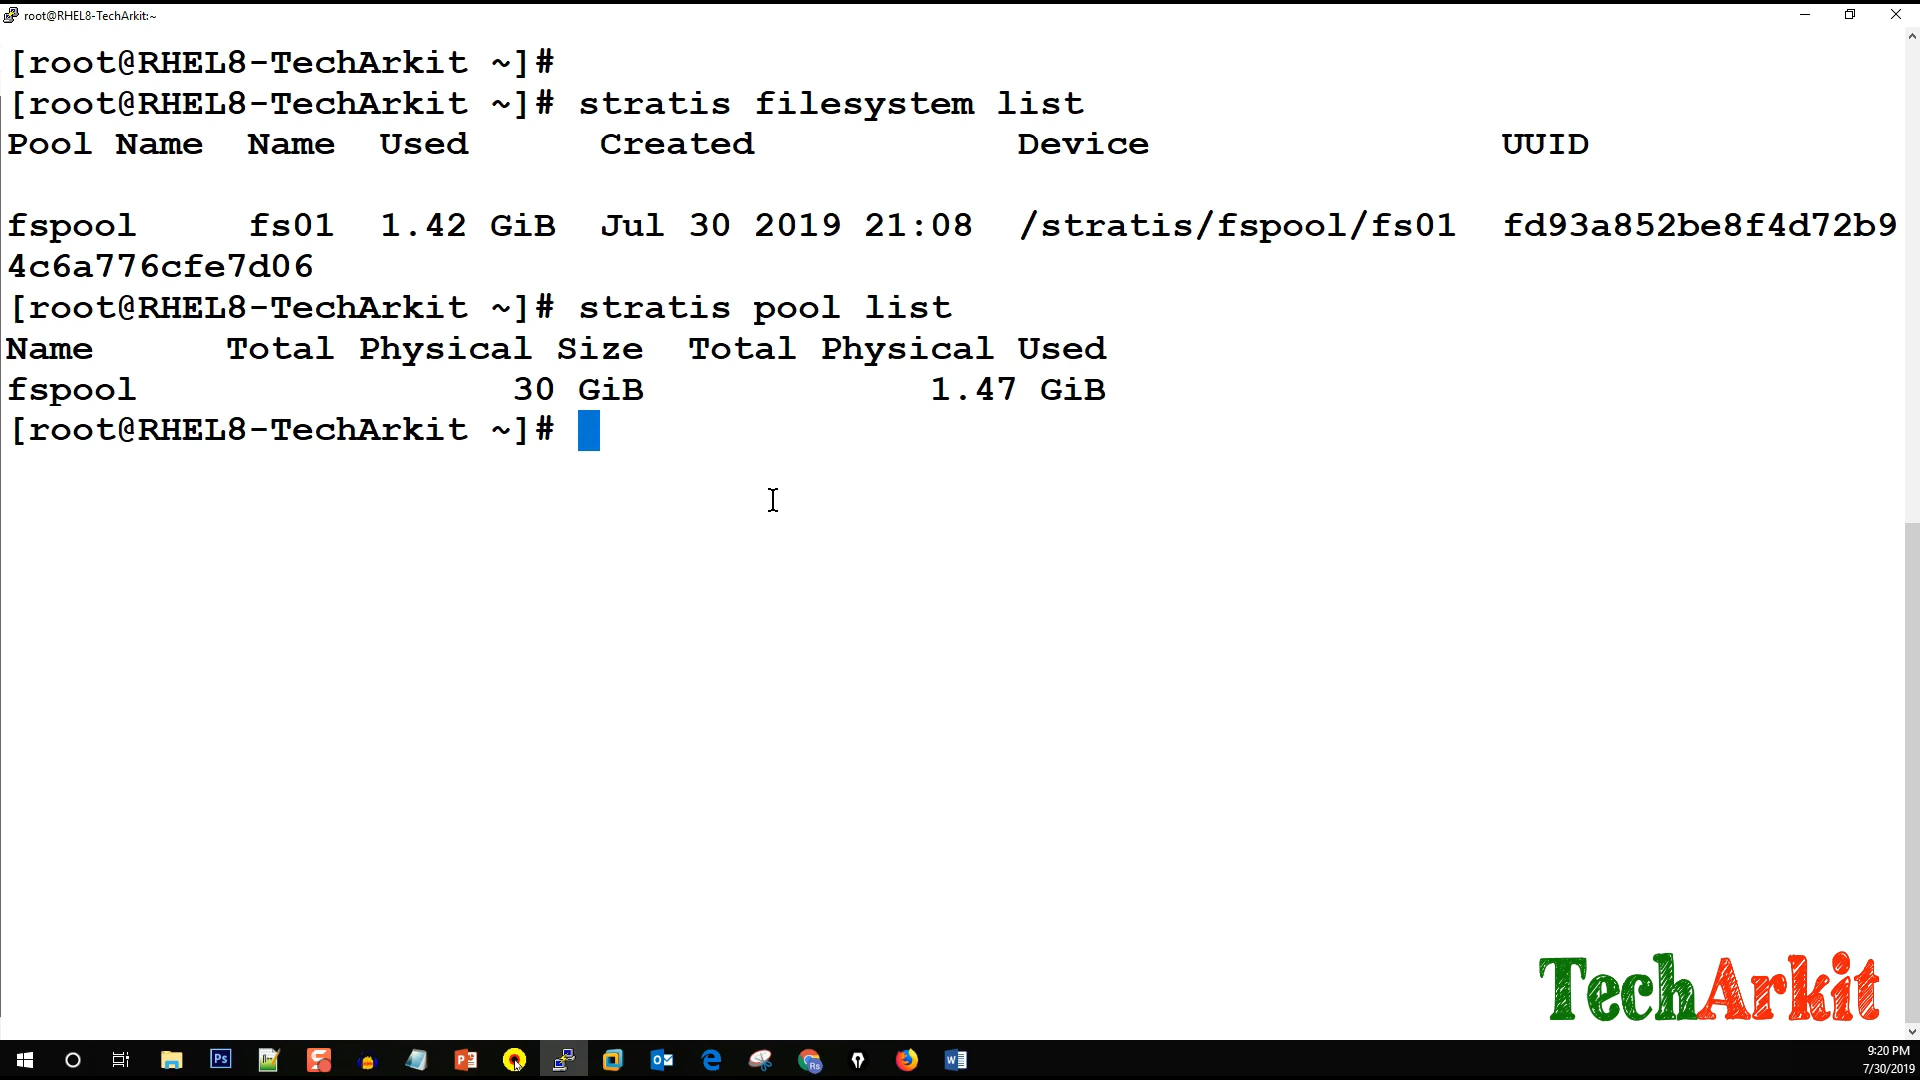 root@RHEL8-TechArkit:~
[root@RHEL8-TechArkit ~]#
[root@RHEL8-TechArkit ~]# stratis filesystem list
Pool Name  Name  Used      Created            Device                UUID
fspool     fs01  1.42 GiB  Jul 30 2019 21:08  /stratis/fspool/fs01  fd93a852be8f4d72b9
4c6a776cfe7d06
[root@RHEL8-TechArkit ~]# stratis pool list
Name      Total Physical Size  Total Physical Used
fspool                 30 GiB             1.47 GiB
[root@RHEL8-TechArkit ~]#
TechArkit
9:20 PM
7/30/2019